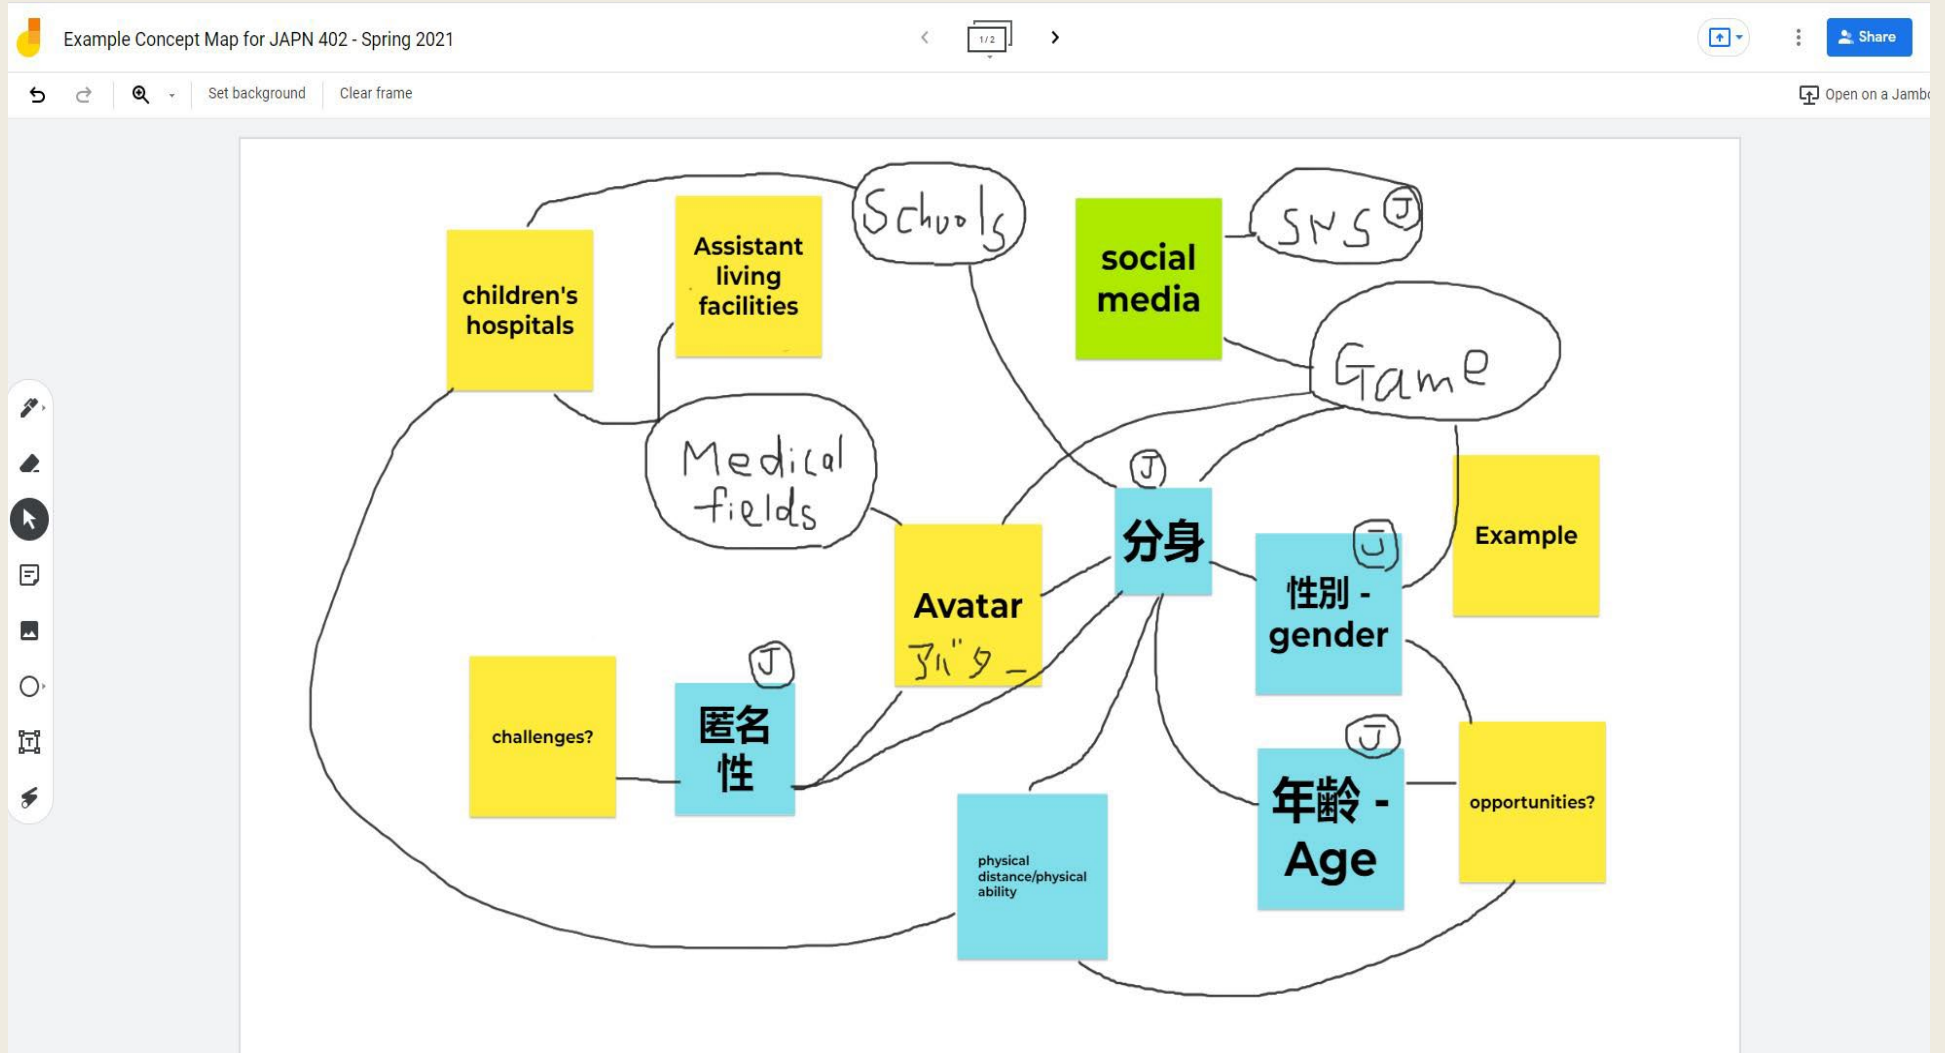 Example Concept Map for JAPN 402 - Spring 2021
1/2
Share
Set background
Clear frame
Open on a Jambo
Schools
SNS J
social
media
Assistant
living
facilities
children's
hospitals
Game
Medical
fields
J
分身
Example
J
性別 -
gender
Avatar
アバター
J
匿名
性
challenges?
J
年齢 -
Age
opportunities?
physical
distance/physical
ability